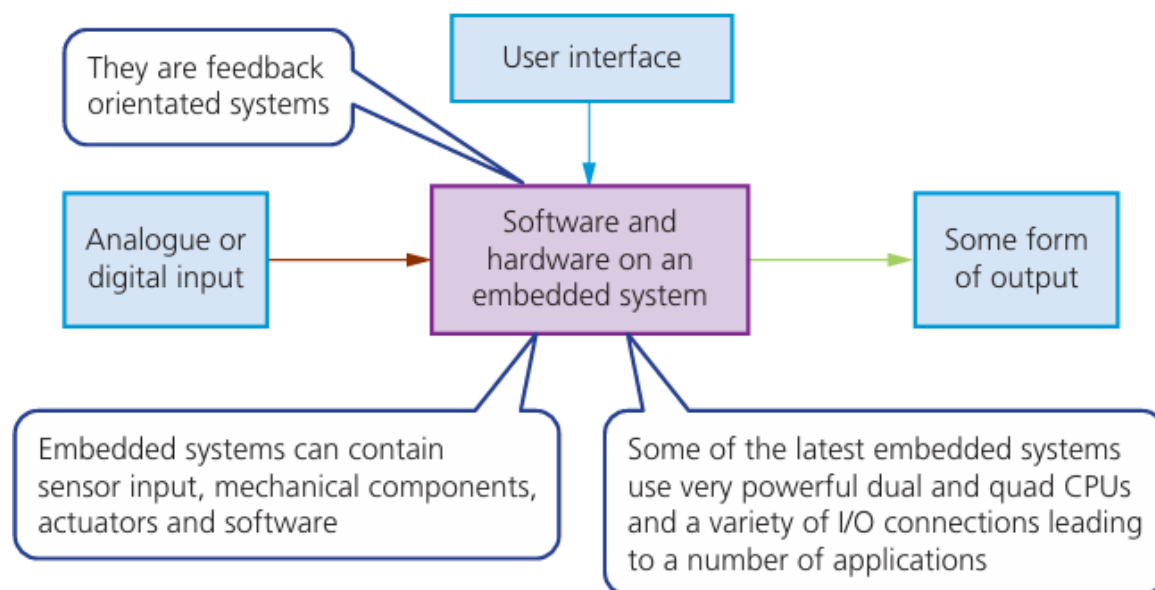 They are feedback
orientated systems
User interface
Analogue or
digital input
Software and
hardware on an
embedded system
Some form
of output
Embedded systems can contain
sensor input, mechanical components,
actuators and software
Some of the latest embedded systems
use very powerful dual and quad CPUs
and a variety of I/O connections leading
to a number of applications